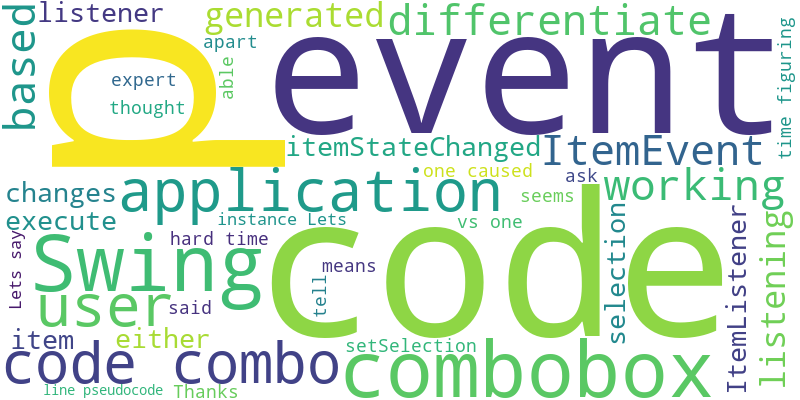 listener
generated
differentiate
based
p
event
apart
expert
able
thought
time figuring
itemStateChanged
ItemEvent
one caused
ask
changes
application
seems
working
execute
instance Lets
vs one
Swing
code
hard time
means
Lets say
user
said
tell
selection
ItemListener
listening
item
either
setSelection
code combo
combobox
line pseudocode
Thanks